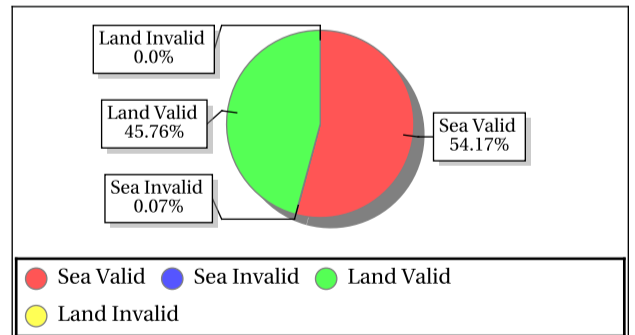 Land Invalid
0.0%
Land Valid
45.76%
Sea Valid
54.17%
Sea Invalid
0.07%
Sea Valid Sea Invalid Land Valid
Land Invalid